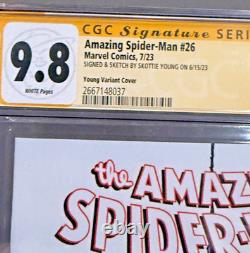 CGC Signature SERI
9.8
WHITE Pages
Amazing Spider-Man #26
Marvel Comics, 7/23
SIGNED & SKETCH BY SKOTTIE YOUNG ON 6/15/23
Young Variant Cover
2667148037
the AMAZ
SPIDER-